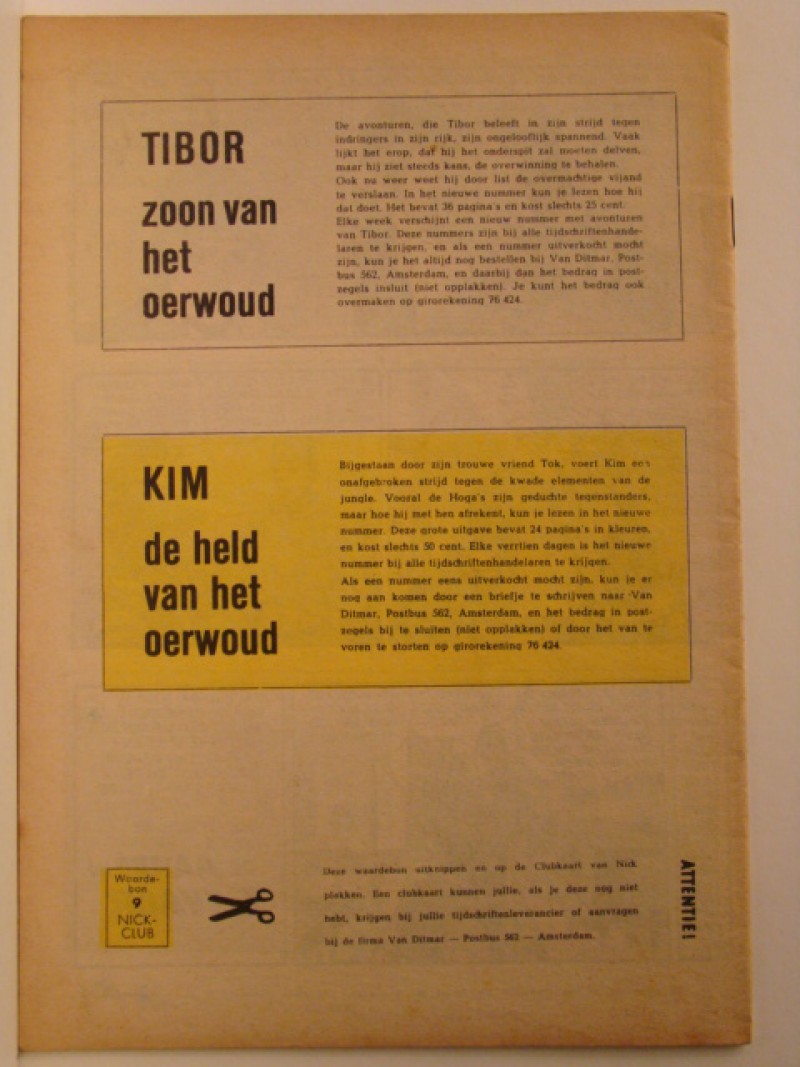 TIBOR
zoon van
het
oerwoud
De avonturen, die Tibor beleeft in zijn strijd tegen
indringers in zijn rijk, zijn ongelooflijk spannend. Vaak
lijkt het erop, dat hij het onderspit zal moeten delven,
maar hij ziet steeds kans, de overwinning te behalen.
Ook nu weer weet hij door list de overmachtige vijand
te verslaan. In het nieuwe nummer kun je lezen hoe hij
dat doet. Het bevat 36 pagina's en kost slechts 25 cent.
Elke week verschijnt een nieuw nummer met avonturen
van Tibor. Deze nummers zijn bij alle tijdschriftenhande-
laren te krijgen, en als een nummer uitverkocht mocht
zijn, kun je het altijd nog bestellen bij Van Ditmar, Post-
bus 562, Amsterdam, en daarbij dan het bedrag in post-
zegels insluit (niet opplakken). Je kunt het bedrag ook
overmaken op girorekening 76 424.
KIM
de held
van het
oerwoud
Bijgestaan door zijn trouwe vriend Tok, voert Kim een
onafgebroken strijd tegen de kwade elementen van de
jungle. Vooral de Hoga's zijn geduchte tegenstanders,
maar hoe hij met hen afrekent, kun je lezen in het nieuwe
nummer. Deze grote uitgave bevat 24 pagina's in kleuren,
en kost slechts 50 cent. Elke veertien dagen is het nieuwe
nummer bij alle tijdschriftenhandelaren te krijgen.
Als een nummer eens uitverkocht mocht zijn, kun je er
nog aan komen door een briefje te schrijven naar Van
Ditmar, Postbus 562, Amsterdam, en het bedrag in post-
zegels bij te sluiten (niet opplakken) of door het van te
voren te storten op girorekening 76 424.
Waarde-
bon
9
NICK-
CLUB
Deze waardebon uitknippen en op de Clubkaart van Nick
plakken. Een clubkaart kunnen jullie, als je deze nog niet
hebt, krijgen bij jullie tijdschriftenleverancier of aanvragen
bij de firma Van Ditmar — Postbus 562 — Amsterdam.
ATTENTIE!